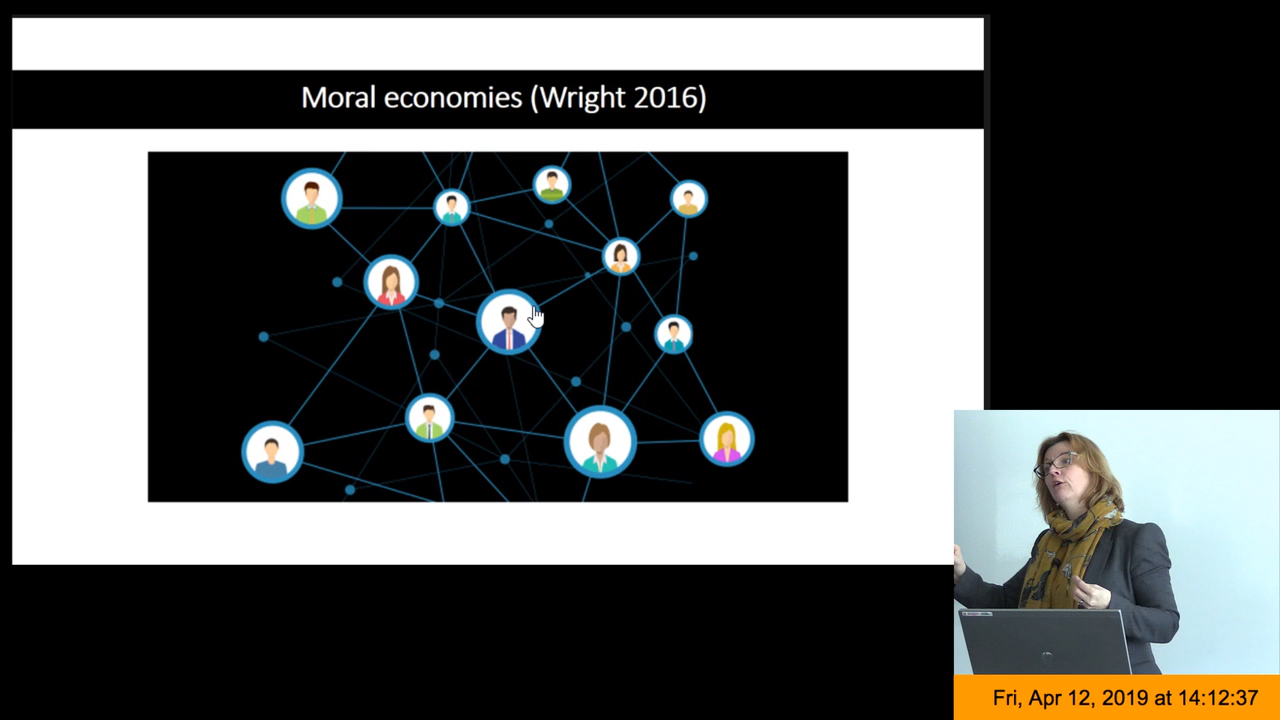 Moral economies (Wright 2016)
Fri, Apr 12, 2019 at 14:12:37